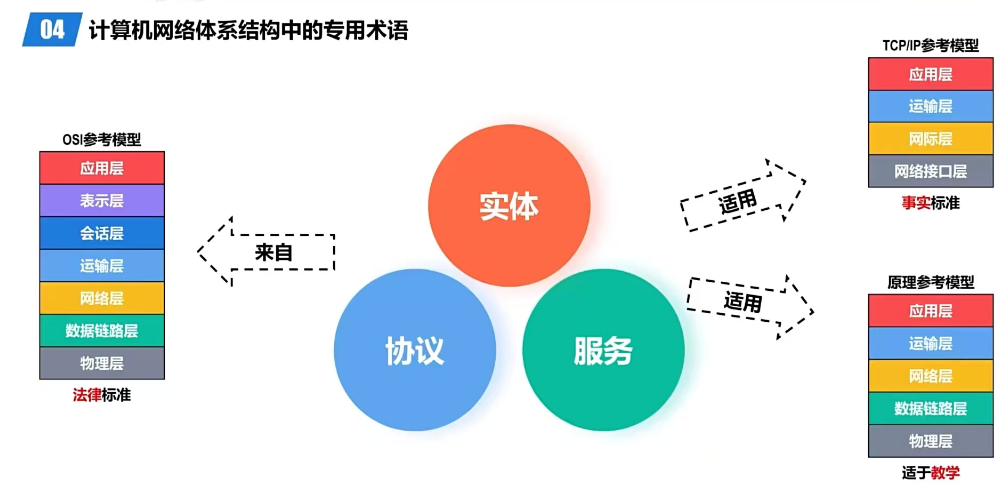 04 计算机网络体系结构中的专用术语
OSI参考模型
应用层
表示层
会话层
运输层
网络层
数据链路层
物理层
法律标准
来自
实体
协议
服务
适用
适用
TCP/IP参考模型
应用层
运输层
网际层
网络接口层
事实标准
原理参考模型
应用层
运输层
网络层
数据链路层
物理层
适于教学